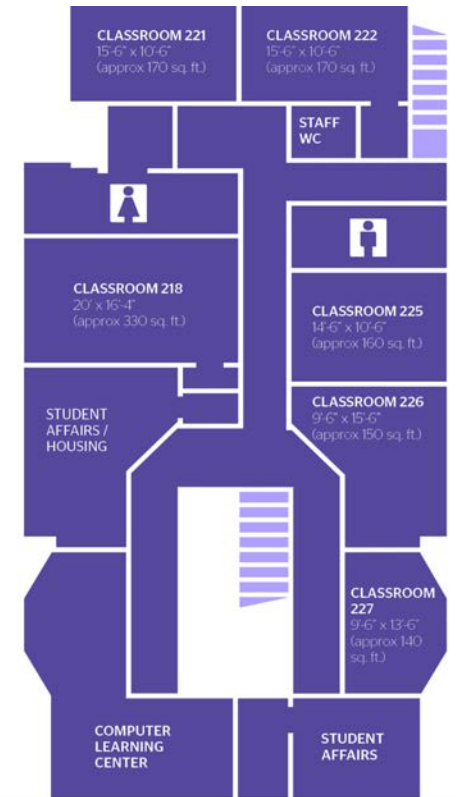 CLASSROOM 221
15'-6" x 10'-6"
(approx 170 sq. ft.)
CLASSROOM 222
15'-6" x 10'-6"
(approx 170 sq. ft.)
STAFF
WC
CLASSROOM 218
20' x 16'-4"
(approx 330 sq. ft.)
CLASSROOM 225
14'-6" x 10'-6"
(approx 160 sq. ft.)
STUDENT
AFFAIRS /
HOUSING
CLASSROOM 226
9'-6" x 15'-6"
(approx 150 sq. ft.)
CLASSROOM
227
9'-6" x 13'-6"
(approx 140
sq. ft.)
COMPUTER
LEARNING
CENTER
STUDENT
AFFAIRS